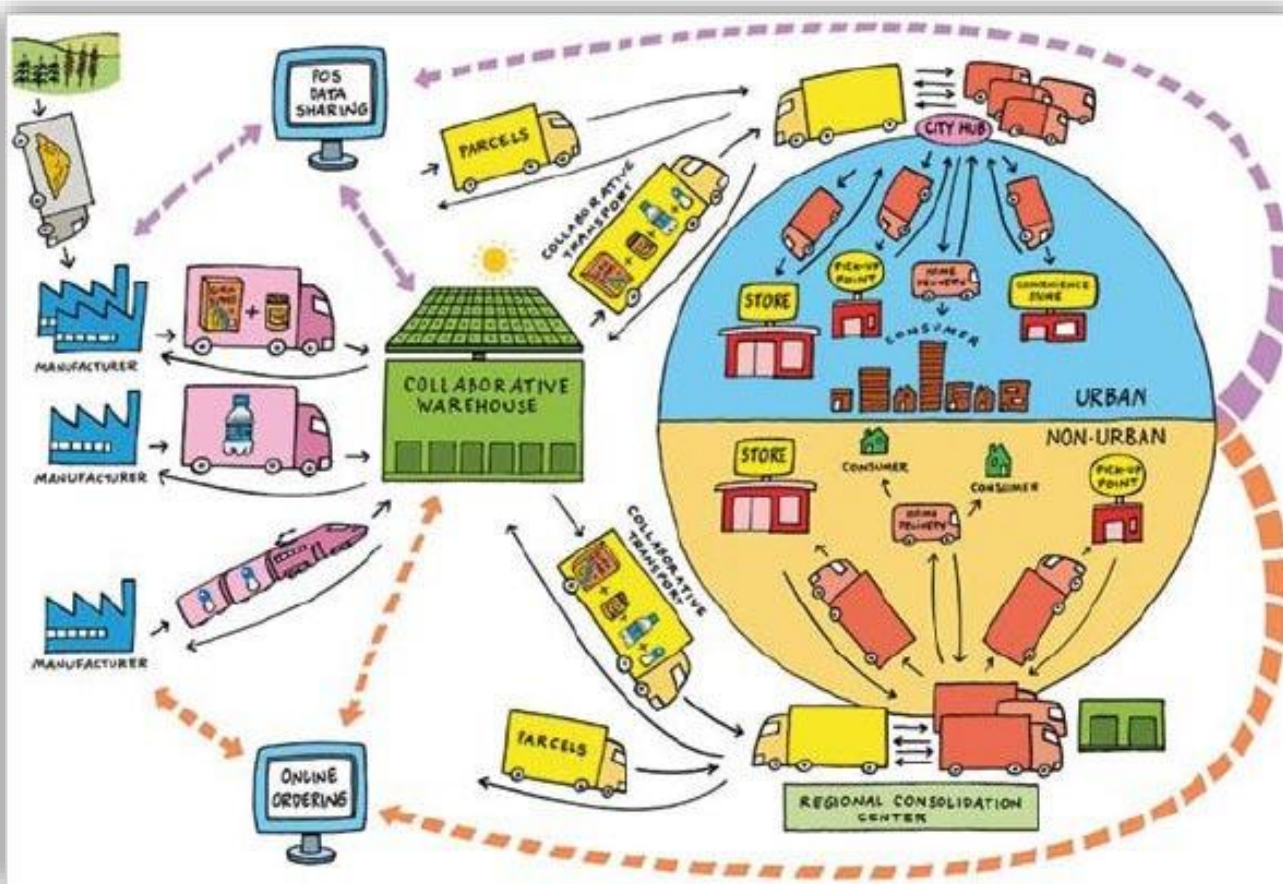 POS
DATA
SHARING
PARCELS
CITY HUB
COLLABORATIVE
TRANSPORT
STORE
PICK-UP
POINT
HOME
DELIVERY
CONVENIENCE
STORE
CONSUMER
MANUFACTURER
COLLABORATIVE
WAREHOUSE
URBAN
MANUFACTURER
NON-URBAN
STORE
CONSUMER
CONSUMER
PICK-UP
POINT
HOME
DELIVERY
COLLABORATIVE
TRANSPORT
MANUFACTURER
PARCELS
ONLINE
ORDERING
REGIONAL CONSOLIDATION
CENTER